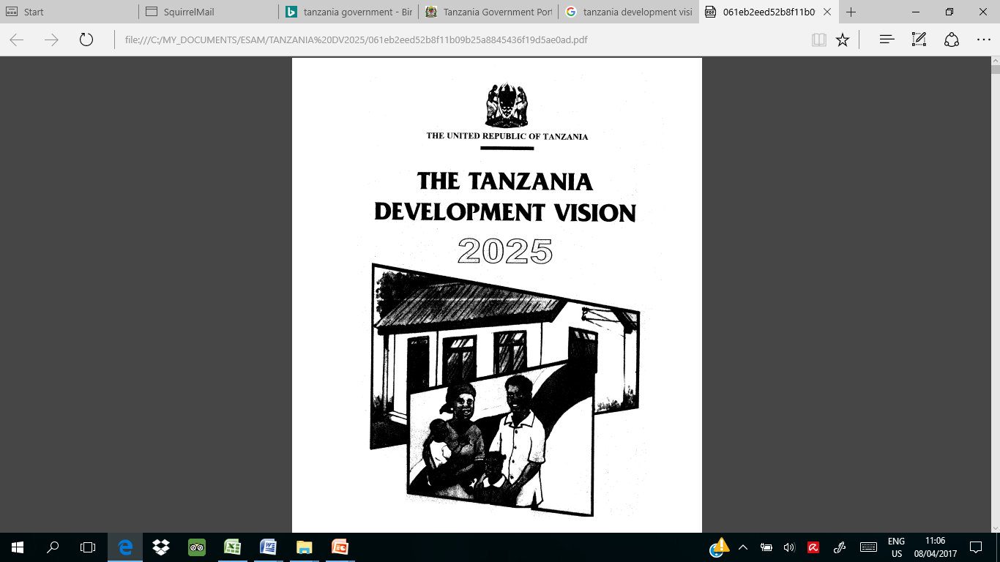 Start
SquirrelMail
tanzania government - Bin
Tanzania Government Port
tanzania development visi
061eb2eed52b8f11b0
file:///C:/MY_DOCUMENTS/ESAM/TANZANIA%20DV2025/061eb2eed52b8f11b09b25a8845436f19d5ae0ad.pdf
THE UNITED REPUBLIC OF TANZANIA
THE TANZANIA
DEVELOPMENT VISION
2025
ENG
US
11:06
08/04/2017